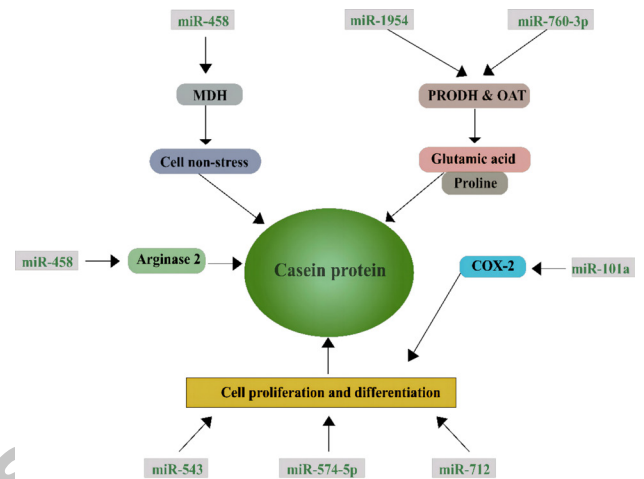 miR-458
miR-1954
miR-760-3p
MDH
PRODH & OAT
Cell non-stress
Glutamic acid
Proline
miR-458
Arginase 2
Casein protein
COX-2
miR-101a
Cell proliferation and differentiation
miR-543
miR-574-5p
miR-712